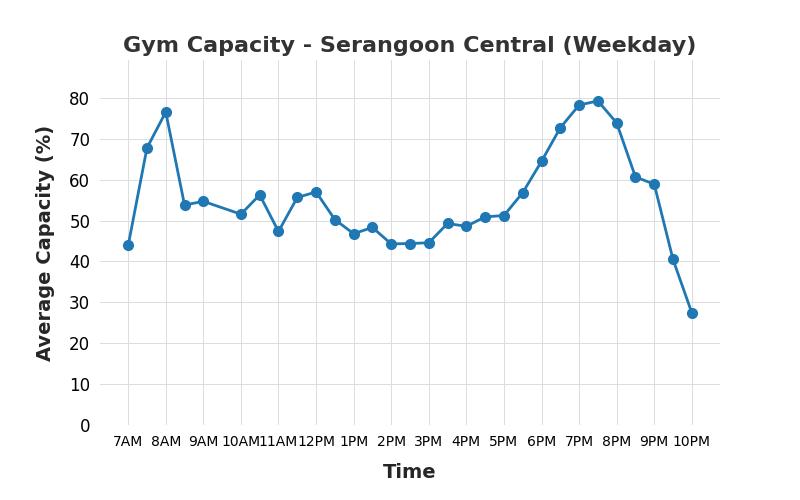 Gym Capacity - Serangoon Central (Weekday)
Average Capacity (%)
80
70
60
50
40
30
20
10
0
7AM 8AM 9AM 10AM 11AM 12PM 1PM 2PM 3PM 4PM 5PM 6PM 7PM 8PM 9PM 10PM
Time